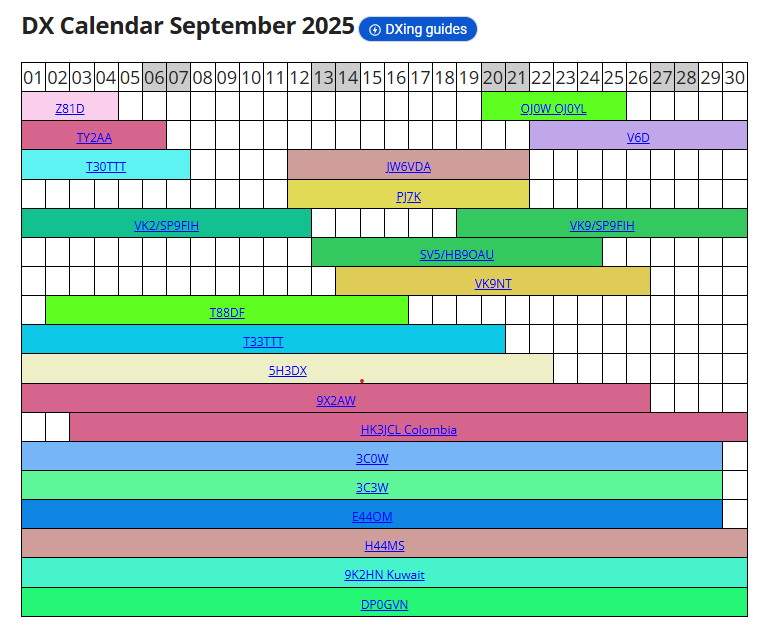 DX Calendar September 2025 DXing guides
01 02 03 04 05 06 07 08 09 10 11 12 13 14 15 16 17 18 19 20 21 22 23 24 25 26 27 28 29 30
Z81D OJ0W OJ0YL
TY2AA V6D
T30TTT JW6VDA
PJ7K
VK2/SP9FIH VK9/SP9FIH
SV5/HB9OAU
VK9NT
T88DF
T33TTT
5H3DX
9X2AW
HK3JCL Colombia
3C0W
3C3W
E44OM
H44MS
9K2HN Kuwait
DP0GVN